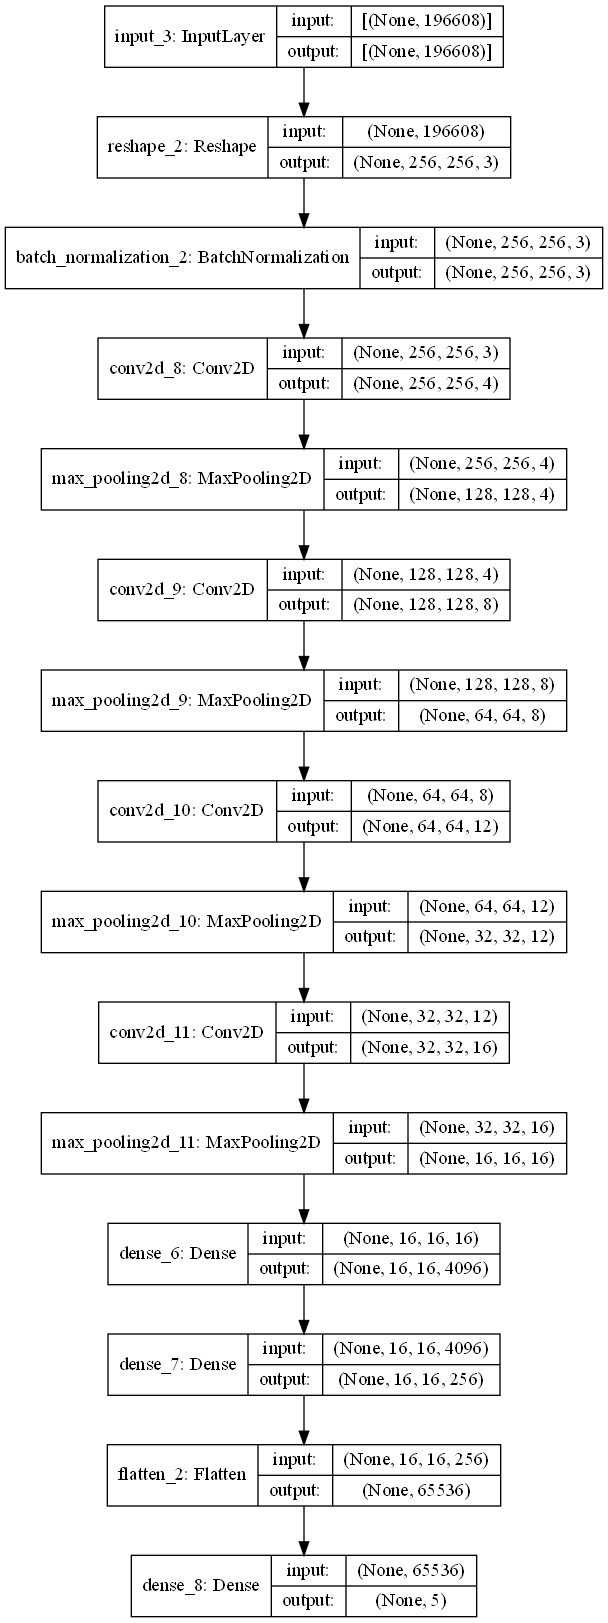 input_3: InputLayer
input: [(None, 196608)]
output: [(None, 196608)]
reshape_2: Reshape
input: (None, 196608)
output: (None, 256, 256, 3)
batch_normalization_2: BatchNormalization
input: (None, 256, 256, 3)
output: (None, 256, 256, 3)
conv2d_8: Conv2D
input: (None, 256, 256, 3)
output: (None, 256, 256, 4)
max_pooling2d_8: MaxPooling2D
input: (None, 256, 256, 4)
output: (None, 128, 128, 4)
conv2d_9: Conv2D
input: (None, 128, 128, 4)
output: (None, 128, 128, 8)
max_pooling2d_9: MaxPooling2D
input: (None, 128, 128, 8)
output: (None, 64, 64, 8)
conv2d_10: Conv2D
input: (None, 64, 64, 8)
output: (None, 64, 64, 12)
max_pooling2d_10: MaxPooling2D
input: (None, 64, 64, 12)
output: (None, 32, 32, 12)
conv2d_11: Conv2D
input: (None, 32, 32, 12)
output: (None, 32, 32, 16)
max_pooling2d_11: MaxPooling2D
input: (None, 32, 32, 16)
output: (None, 16, 16, 16)
dense_6: Dense
input: (None, 16, 16, 16)
output: (None, 16, 16, 4096)
dense_7: Dense
input: (None, 16, 16, 4096)
output: (None, 16, 16, 256)
flatten_2: Flatten
input: (None, 16, 16, 256)
output: (None, 65536)
dense_8: Dense
input: (None, 65536)
output: (None, 5)